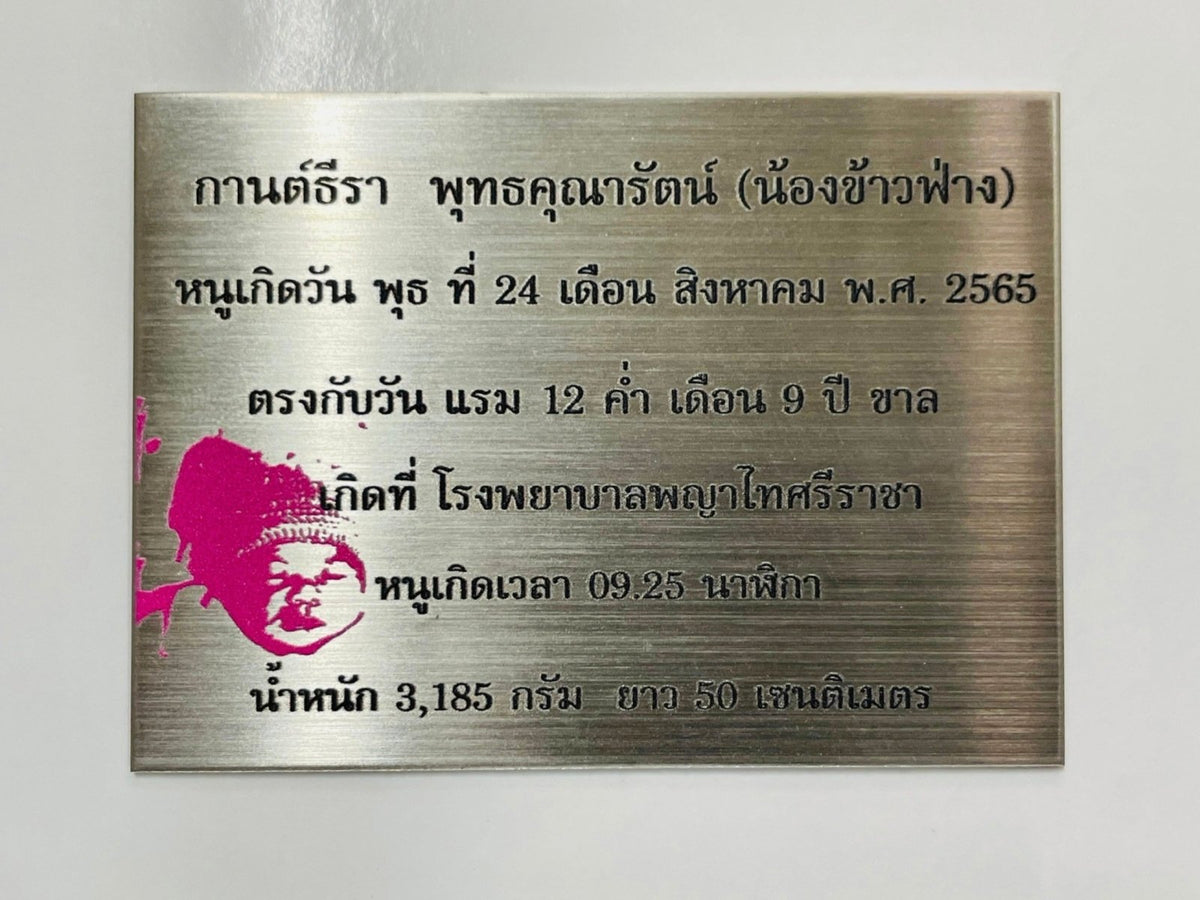 กานต์ธีรา พุทธคุณารัตน์ (น้องข้าวฟ่าง)
หนูเกิดวัน พุธ ที่ 24 เดือน สิงหาคม พ.ศ. 2565
ตรงกับวัน แรม 12 ค่ำ เดือน 9 ปี ขาล
เกิดที่ โรงพยาบาลพญาไทศรีราชา
หนูเกิดเวลา 09.25 นาฬิกา
น้ำหนัก 3,185 กรัม ยาว 50 เซนติเมตร